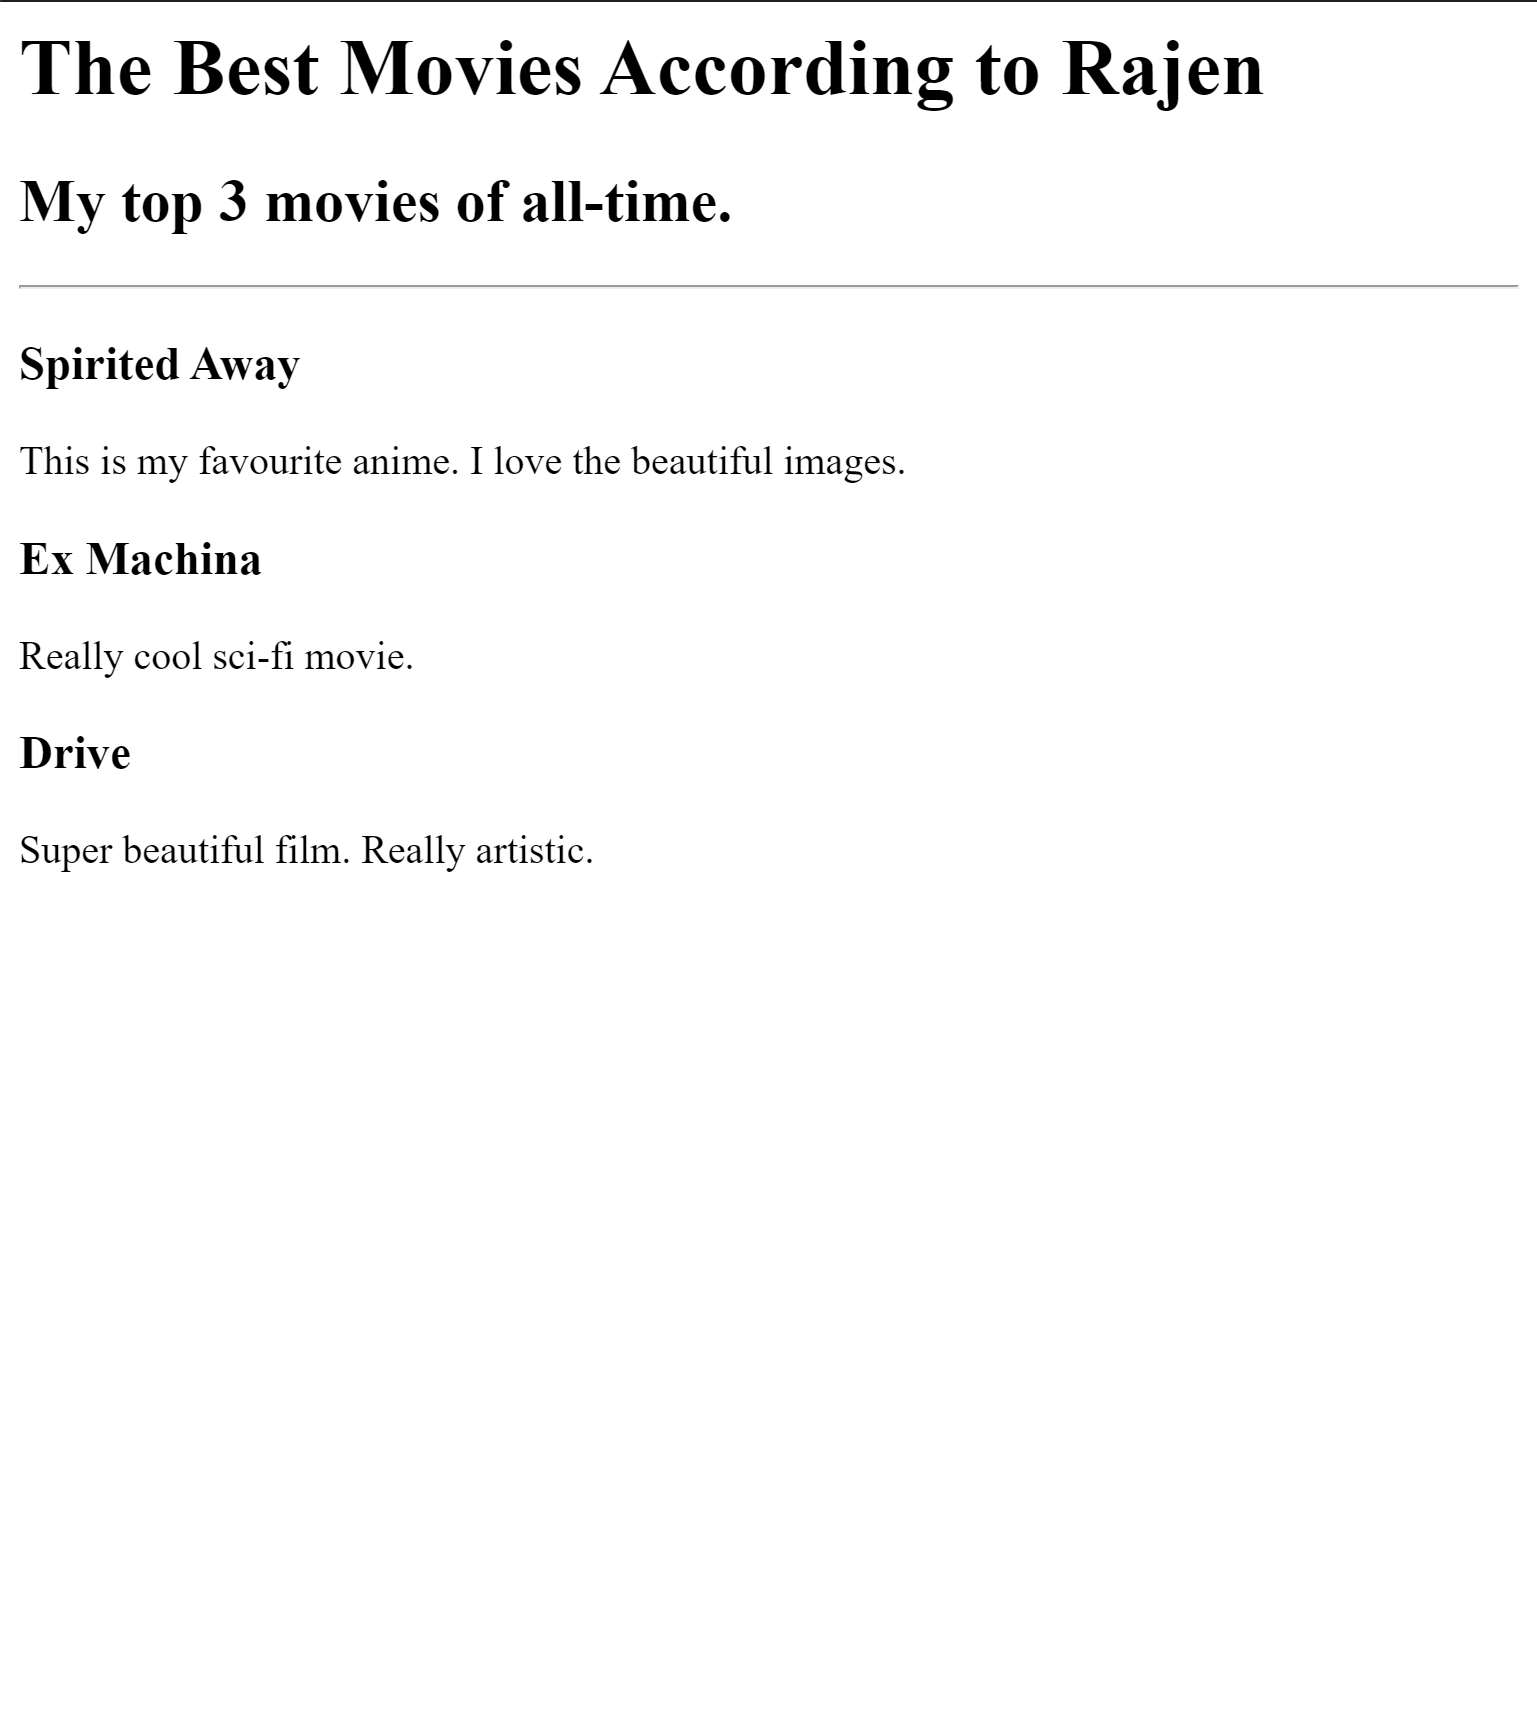 The Best Movies According to Rajen
My top 3 movies of all-time.
Spirited Away
This is my favourite anime. I love the beautiful images.
Ex Machina
Really cool sci-fi movie.
Drive
Super beautiful film. Really artistic.